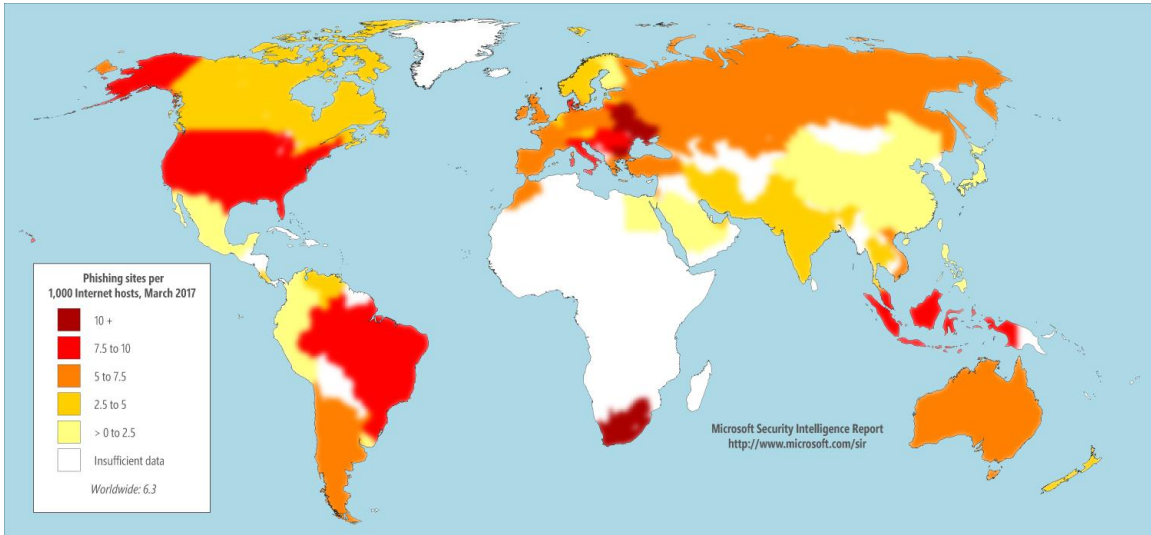 Phishing sites per
1,000 Internet hosts, March 2017
10 +
7.5 to 10
5 to 7.5
2.5 to 5
> 0 to 2.5
Insufficient data
Worldwide: 6.3
Microsoft Security Intelligence Report
http://www.microsoft.com/sir